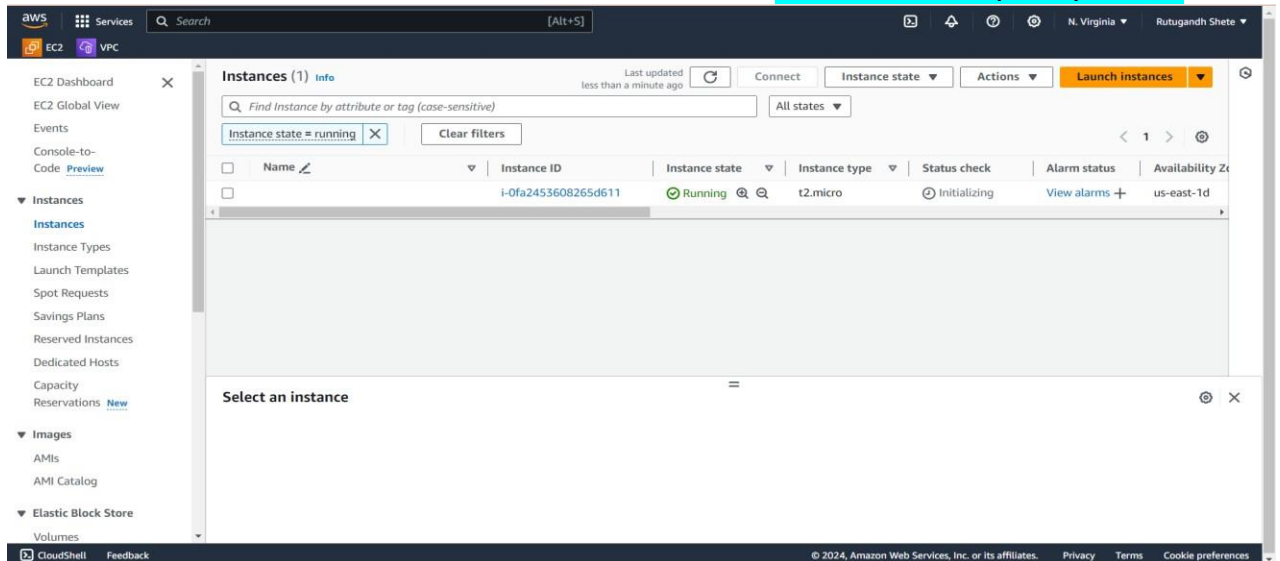 aws Services Search [Alt+S] N. Virginia Rutugandh Shete
EC2 VPC
EC2 Dashboard
EC2 Global View
Events
Console-to-
Code Preview
Instances
Instances
Instance Types
Launch Templates
Spot Requests
Savings Plans
Reserved Instances
Dedicated Hosts
Capacity
Reservations New
Images
AMIs
AMI Catalog
Elastic Block Store
Volumes
Instances (1) Info
Last updated
less than a minute ago
Connect Instance state Actions Launch instances
Find Instance by attribute or tag (case-sensitive) All states
Instance state = running Clear filters 1
Name Instance ID Instance state Instance type Status check Alarm status Availability Zo
i-0fa2453608265d611 Running t2.micro Initializing View alarms + us-east-1d
Select an instance
CloudShell Feedback © 2024, Amazon Web Services, Inc. or its affiliates. Privacy Terms Cookie preferences